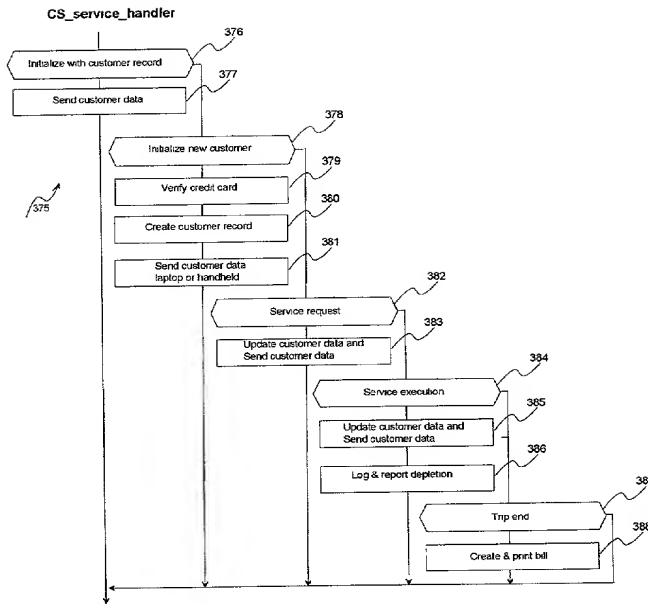 CS_service_handler
376
Initialize with customer record
377
Send customer data
378
Initialize new customer
379
Verify credit card
375
380
Create customer record
381
Send customer data
laptop or handheld
382
Service request
383
Update customer data and
Send customer data
384
Service execution
385
Update customer data and
Send customer data
386
Log & report depletion
Trip end
388
Create & print bill